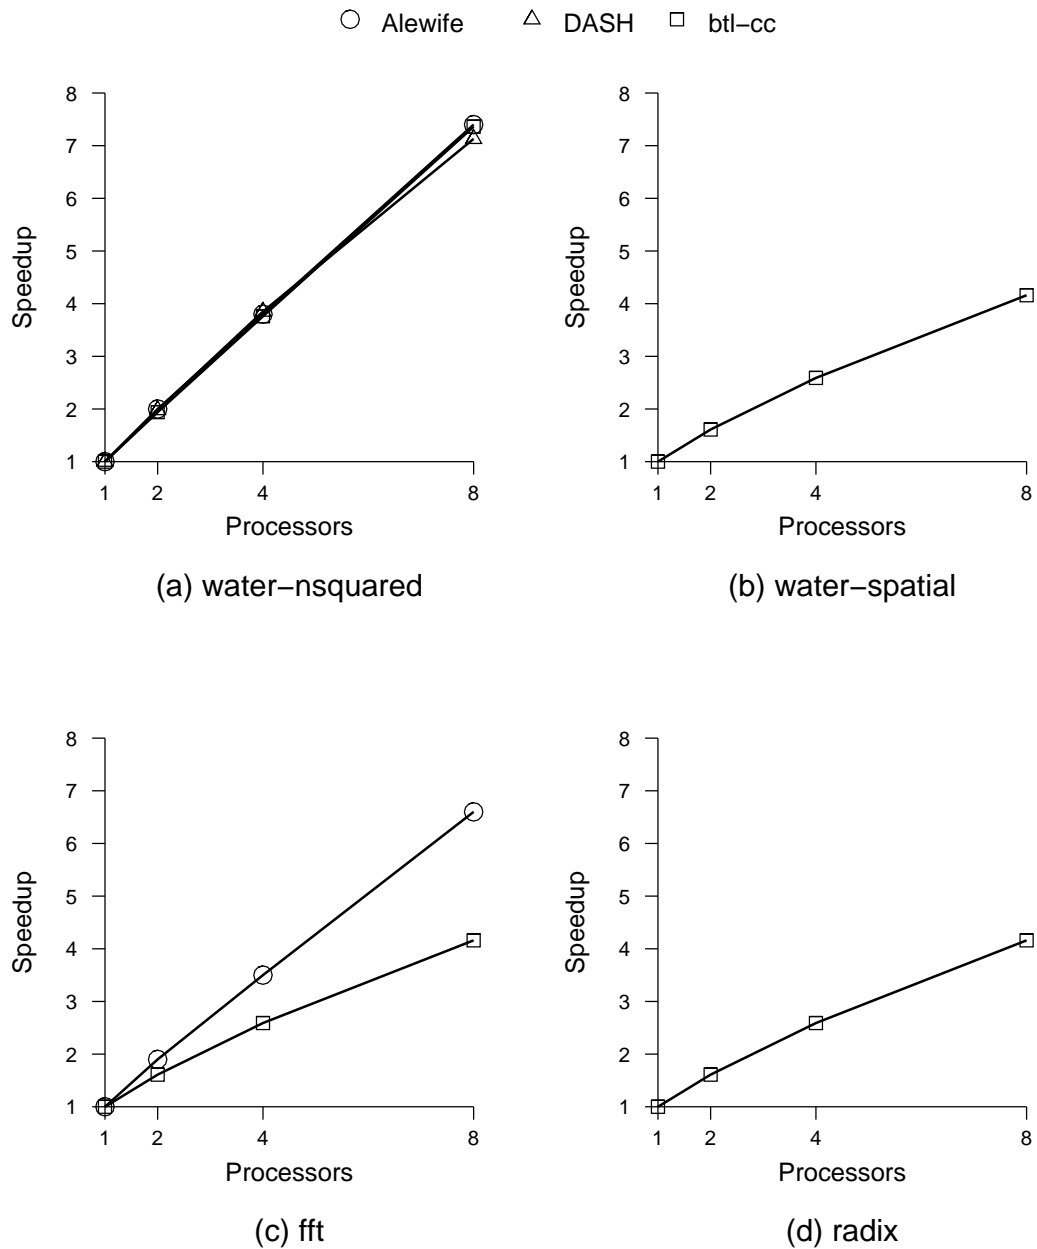 Alewife DASH btl−cc
8
7
6
5
4
3
2
1
Speedup
1 2 4 8
Processors
(a) water−nsquared
8
7
6
5
4
3
2
1
Speedup
1 2 4 8
Processors
(b) water−spatial
8
7
6
5
4
3
2
1
Speedup
1 2 4 8
Processors
(c) fft
8
7
6
5
4
3
2
1
Speedup
1 2 4 8
Processors
(d) radix